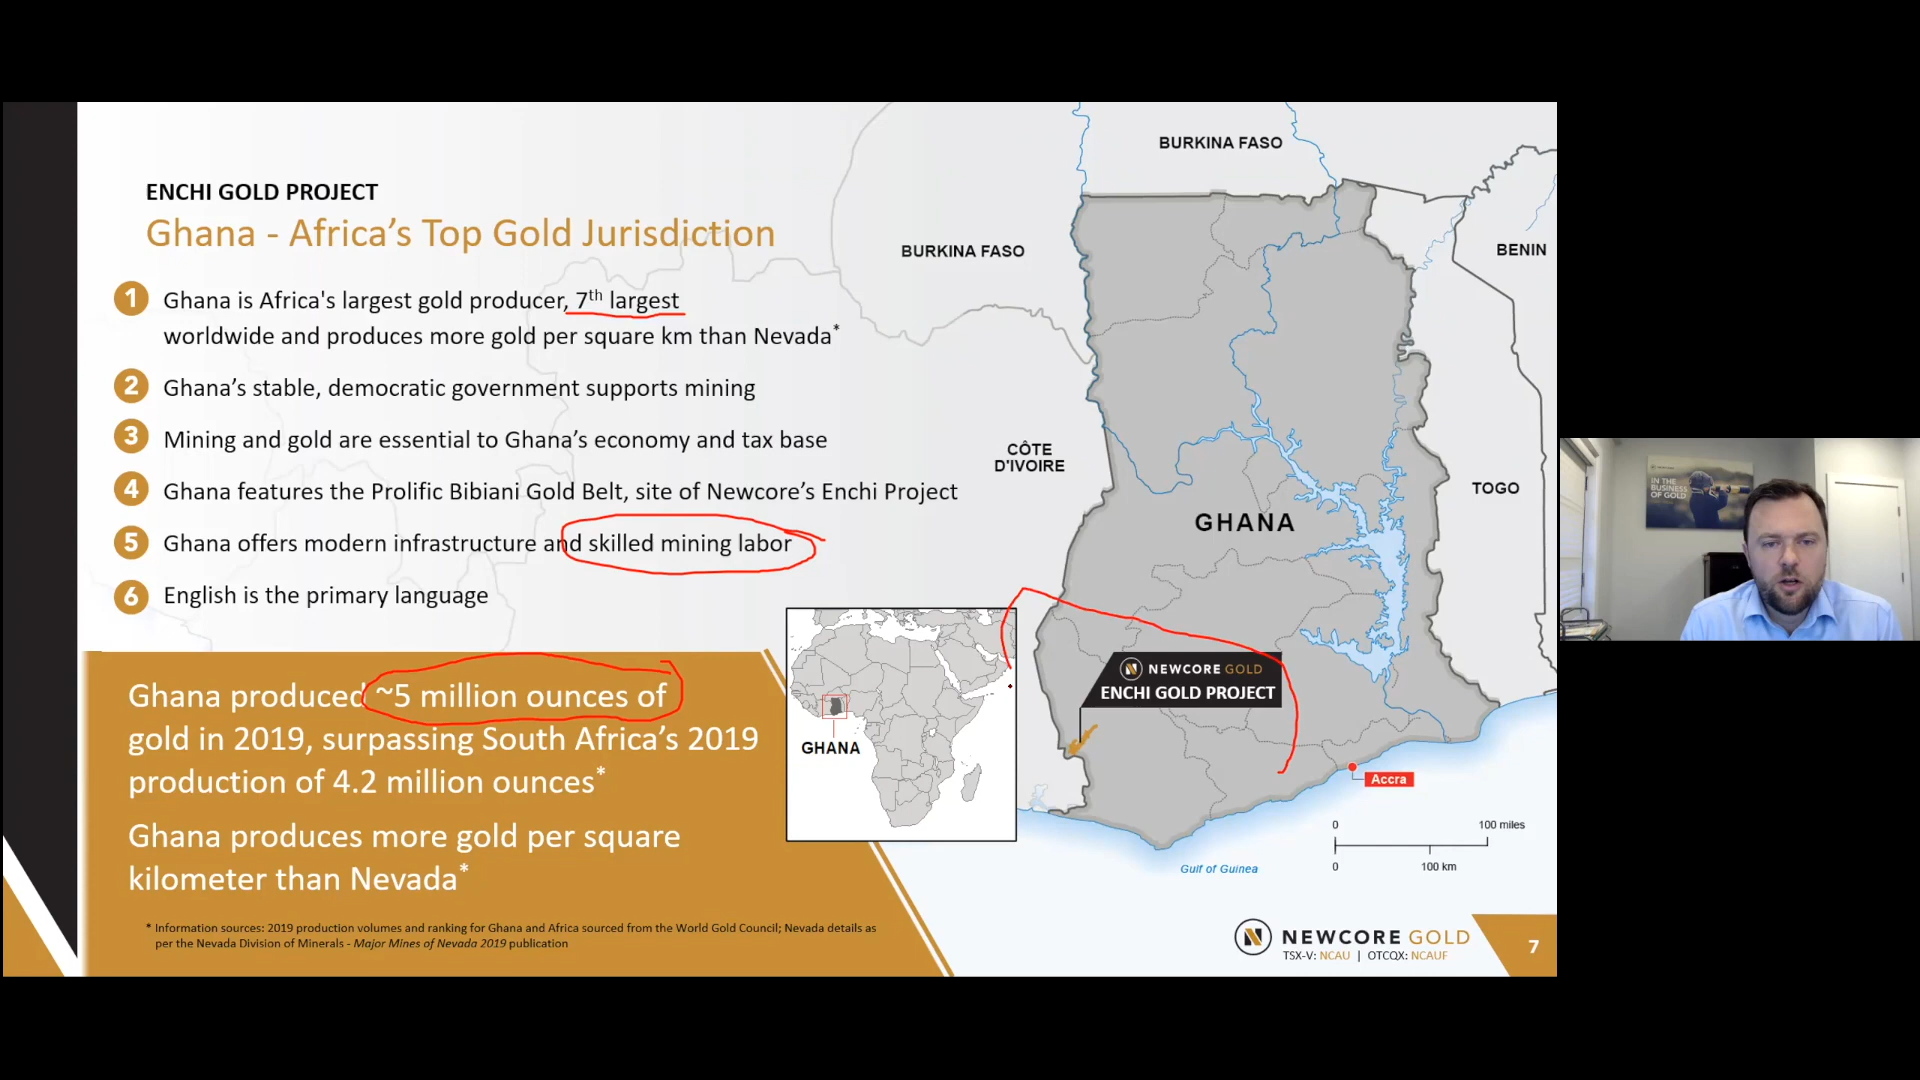 ENCHI GOLD PROJECT
Ghana - Africa’s Top Gold Jurisdiction
1 Ghana is Africa's largest gold producer, 7th largest
worldwide and produces more gold per square km than Nevada*
2 Ghana’s stable, democratic government supports mining
3 Mining and gold are essential to Ghana’s economy and tax base
4 Ghana features the Prolific Bibiani Gold Belt, site of Newcore’s Enchi Project
5 Ghana offers modern infrastructure and skilled mining labor
6 English is the primary language
Ghana produced ~5 million ounces of
gold in 2019, surpassing South Africa’s 2019
production of 4.2 million ounces*
Ghana produces more gold per square
kilometer than Nevada*
* Information sources: 2019 production volumes and ranking for Ghana and Africa sourced from the World Gold Council; Nevada details as
per the Nevada Division of Minerals - Major Mines of Nevada 2019 publication
GHANA
BURKINA FASO
BURKINA FASO
BENIN
CÔTE
D'IVOIRE
TOGO
GHANA
NEWCORE GOLD
ENCHI GOLD PROJECT
Accra
0 100 miles
0 100 km
Gulf of Guinea
NEWCORE GOLD
TSX-V: NCAU | OTCQX: NCAUF
7
IN THE
BUSINESS
OF GOLD